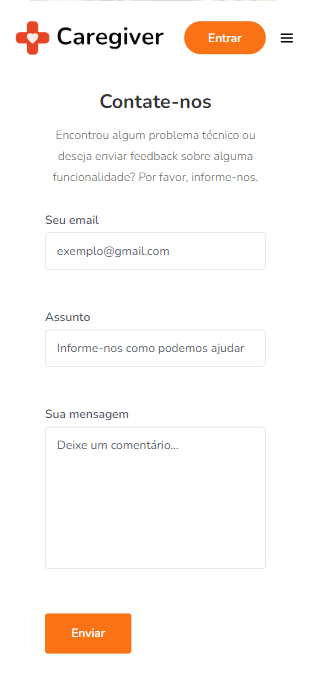 Caregiver
Entrar
Contate-nos
Encontrou algum problema técnico ou
deseja enviar feedback sobre alguma
funcionalidade? Por favor, informe-nos.
Seu email
exemplo@gmail.com
Assunto
Informe-nos como podemos ajudar
Sua mensagem
Deixe um comentário...
Enviar